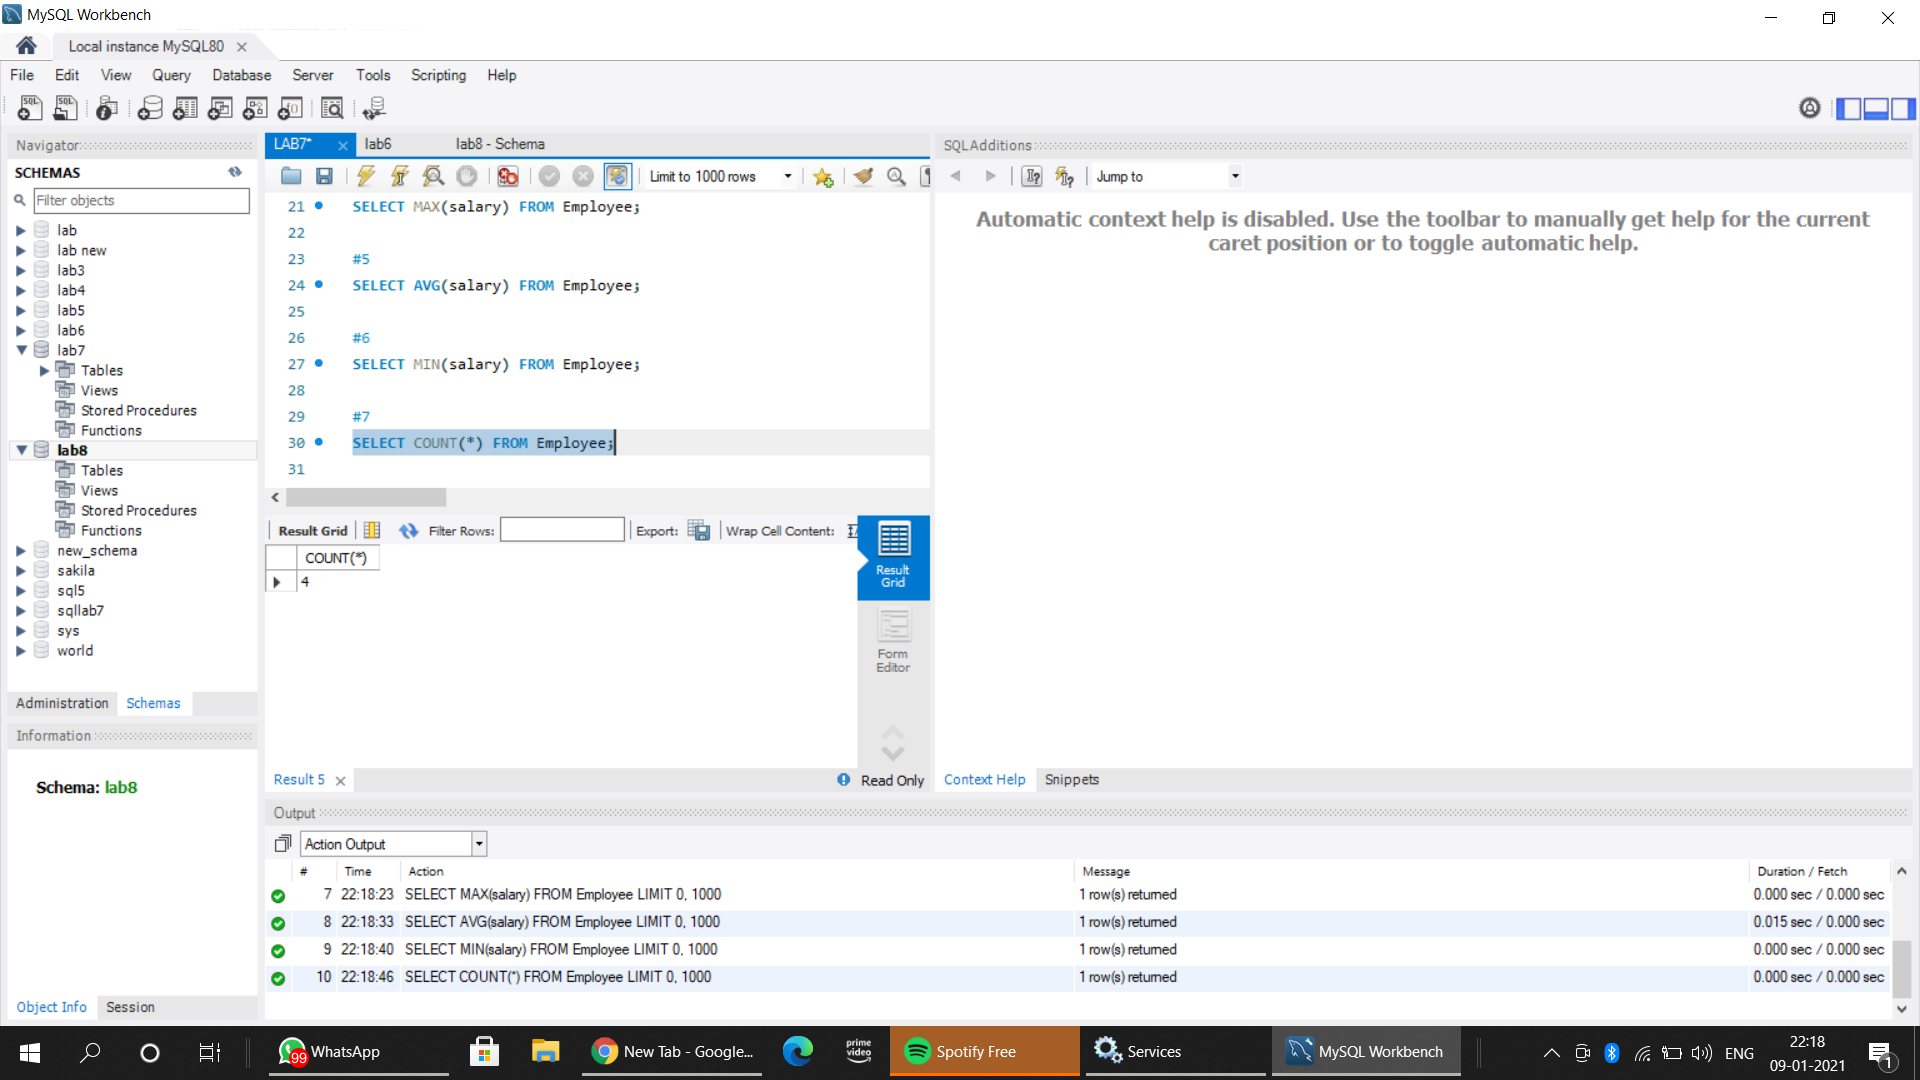 MySQL Workbench
Local instance MySQL80
File Edit View Query Database Server Tools Scripting Help
Navigator
SCHEMAS
Filter objects
lab
lab new
lab3
lab4
lab5
lab6
lab7
Tables
Views
Stored Procedures
Functions
lab8
Tables
Views
Stored Procedures
Functions
new_schema
sakila
sql5
sqllab7
sys
world
Administration Schemas
Information
Schema: lab8
Object Info Session
LAB7* lab6 lab8 - Schema
Limit to 1000 rows
21 SELECT MAX(salary) FROM Employee;
22
23 #5
24 SELECT AVG(salary) FROM Employee;
25
26 #6
27 SELECT MIN(salary) FROM Employee;
28
29 #7
30 SELECT COUNT(*) FROM Employee;
31
Result Grid Filter Rows: Export: Wrap Cell Content:
COUNT(*)
4
Result
Grid
Form
Editor
Result 5 Read Only
SQLAdditions
Jump to
Automatic context help is disabled. Use the toolbar to manually get help for the current
caret position or to toggle automatic help.
Context Help Snippets
Output
Action Output
# Time Action Message Duration / Fetch
7 22:18:23 SELECT MAX(salary) FROM Employee LIMIT 0, 1000 1 row(s) returned 0.000 sec / 0.000 sec
8 22:18:33 SELECT AVG(salary) FROM Employee LIMIT 0, 1000 1 row(s) returned 0.015 sec / 0.000 sec
9 22:18:40 SELECT MIN(salary) FROM Employee LIMIT 0, 1000 1 row(s) returned 0.000 sec / 0.000 sec
10 22:18:46 SELECT COUNT(*) FROM Employee LIMIT 0, 1000 1 row(s) returned 0.000 sec / 0.000 sec
99 WhatsApp New Tab - Google... prime video Spotify Free Services MySQL Workbench ENG
22:18
09-01-2021
1